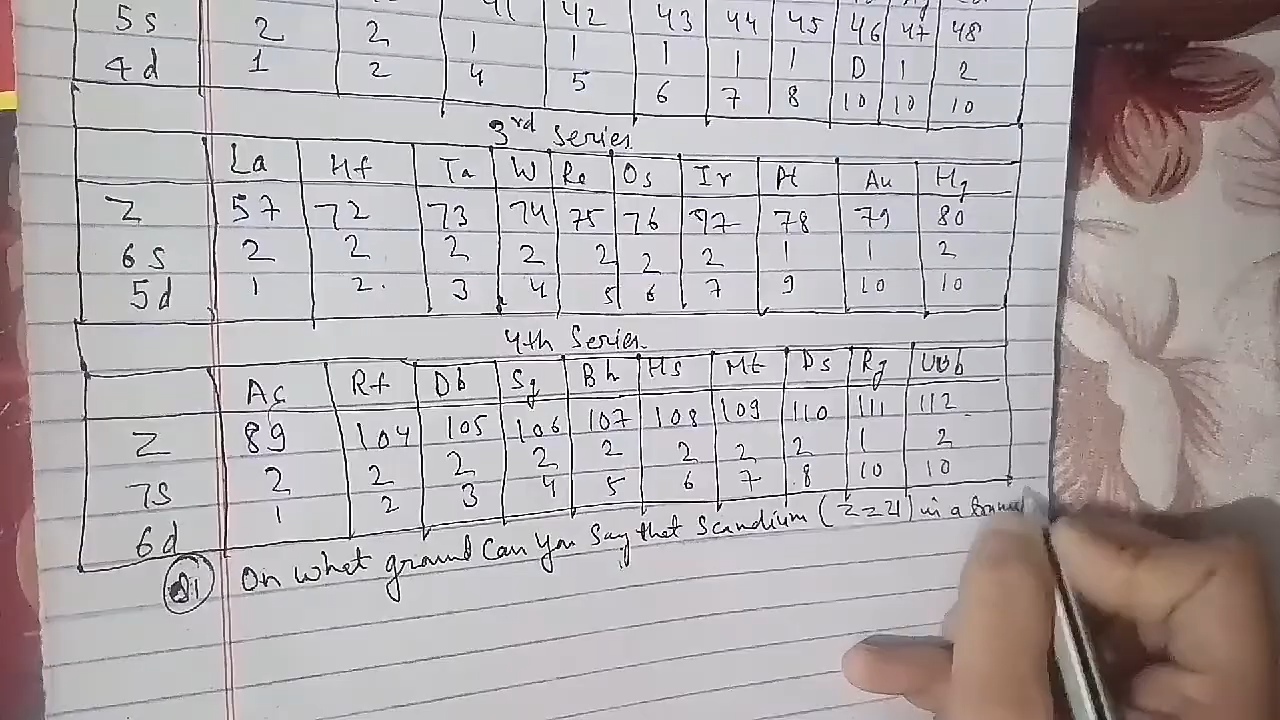 42 43 44 45 46 47 48
5s 2 2 1 1 1 1 1 0 1 2
4d 1 2 4 5 6 7 8 10 10 10
3rd Series
La Hf Ta W Re Os Ir Pt Au Hg
Z 57 72 73 74 75 76 77 78 79 80
6s 2 2 2 2 2 2 2 1 1 2
5d 1 2. 3 4 5 6 7 9 10 10
4th Series
Ac Rf Db Sg Bh Hs Mt Ds Rg Uub
Z 89 104 105 106 107 108 109 110 111 112
7s 2 2 2 2 2 2 2 2 1 2
6d 1 2 3 4 5 6 7 8 10 10
Q1 On what ground can you say that scandium (Z=21) is a